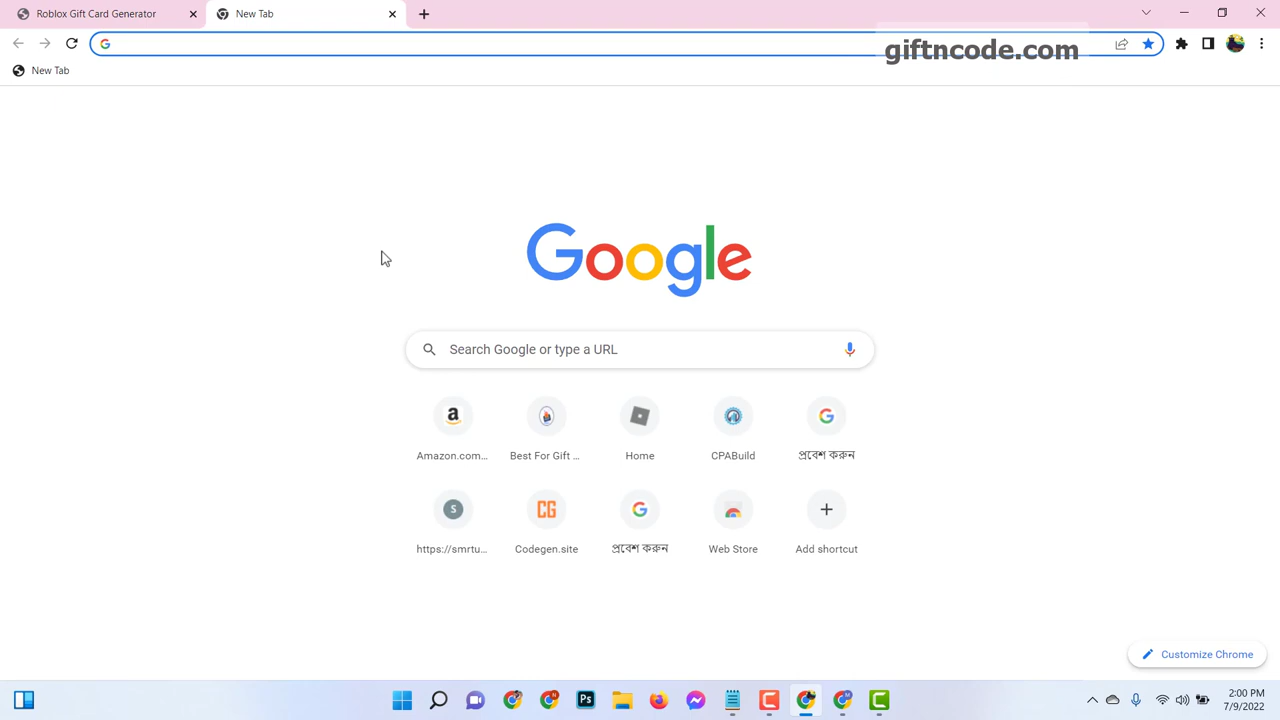 Roblox Gift Card Generator
New Tab
giftncode.com
New Tab
Google
Search Google or type a URL
a
Amazon.com...
Best For Gift ...
Home
CPABuild
G
প্রবেশ করুন
S
https://smrtu...
CG
Codegen.site
G
প্রবেশ করুন
Web Store
Add shortcut
Customize Chrome
N
Ps
M
C
C
2:00 PM
7/9/2022